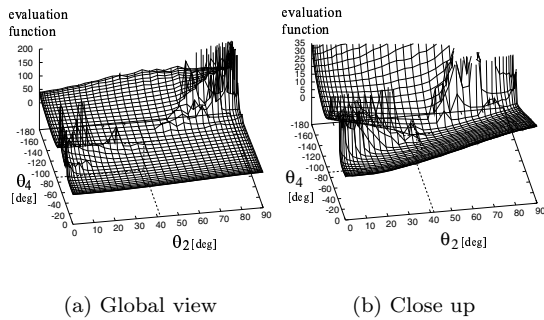 evaluation
function
200
150
100
50
0
-180
-160
-140
-120
-100
-80
-60
-40
-20
0
θ4
[deg]
0 10 20 30 40 50 60 70 80 90
θ2 [deg]
(a) Global view
evaluation
function
35
30
25
20
15
10
5
0
-180
-160
-140
-120
-100
-80
-60
-40
-20
0
θ4
[deg]
0 10 20 30 40 50 60 70 80 90
θ2 [deg]
(b) Close up